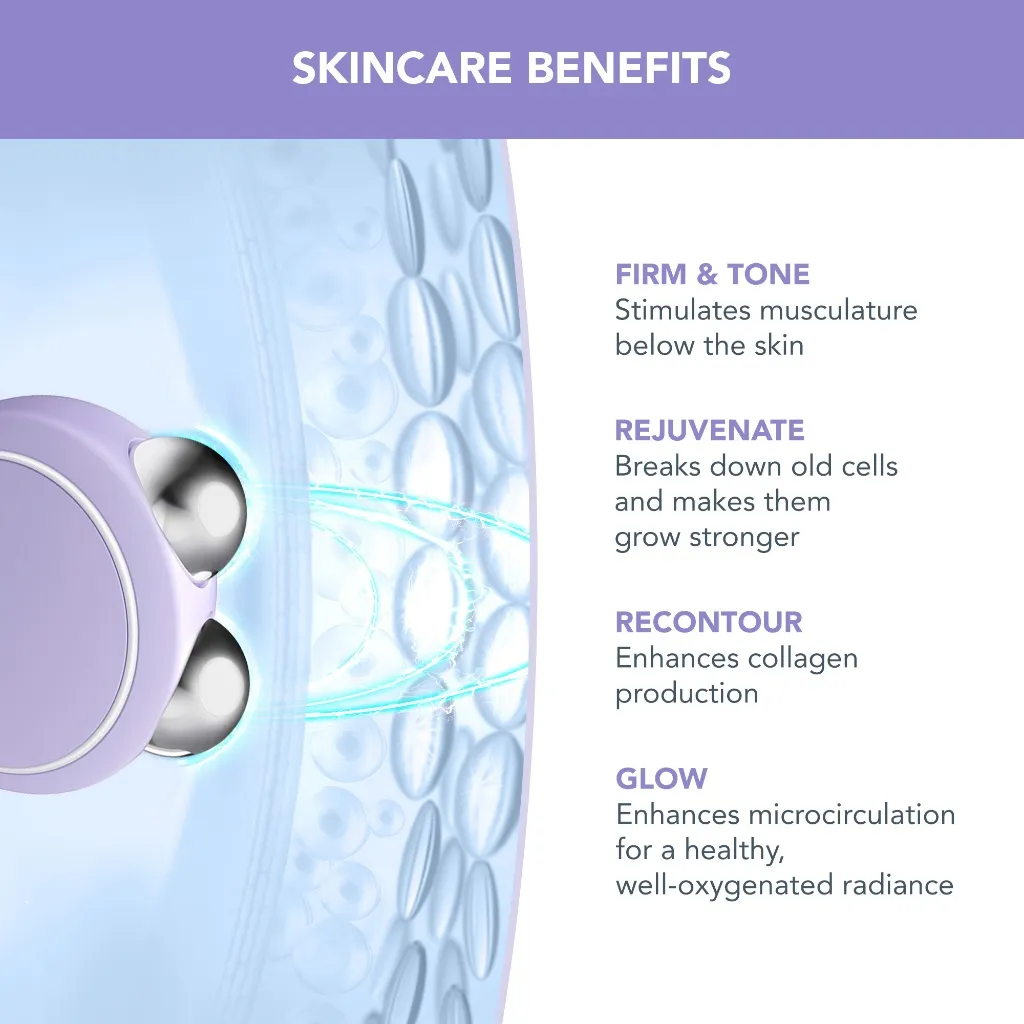 SKINCARE BENEFITS
FIRM & TONE
Stimulates musculature
below the skin
REJUVENATE
Breaks down old cells
and makes them
grow stronger
RECONTOUR
Enhances collagen
production
GLOW
Enhances microcirculation
for a healthy,
well-oxygenated radiance